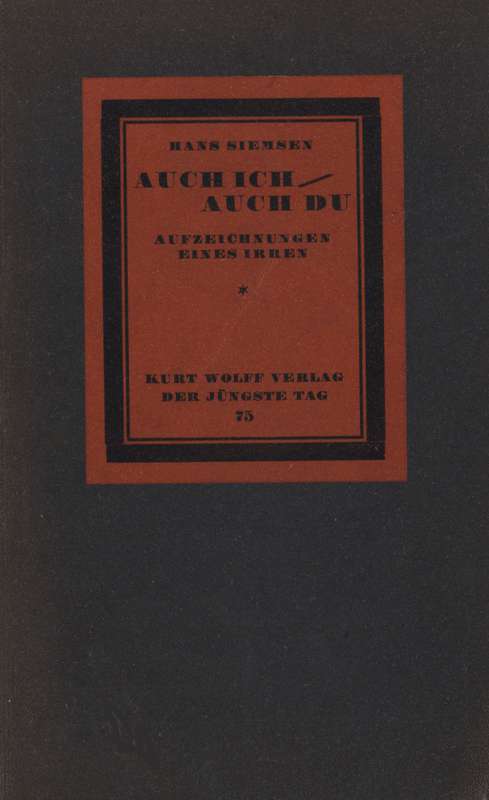 HANS SIEMSEN
AUCH ICH /
AUCH DU
AUFZEICHNUNGEN
EINES IRREN
*
KURT WOLFF VERLAG
DER JÜNGSTE TAG
75